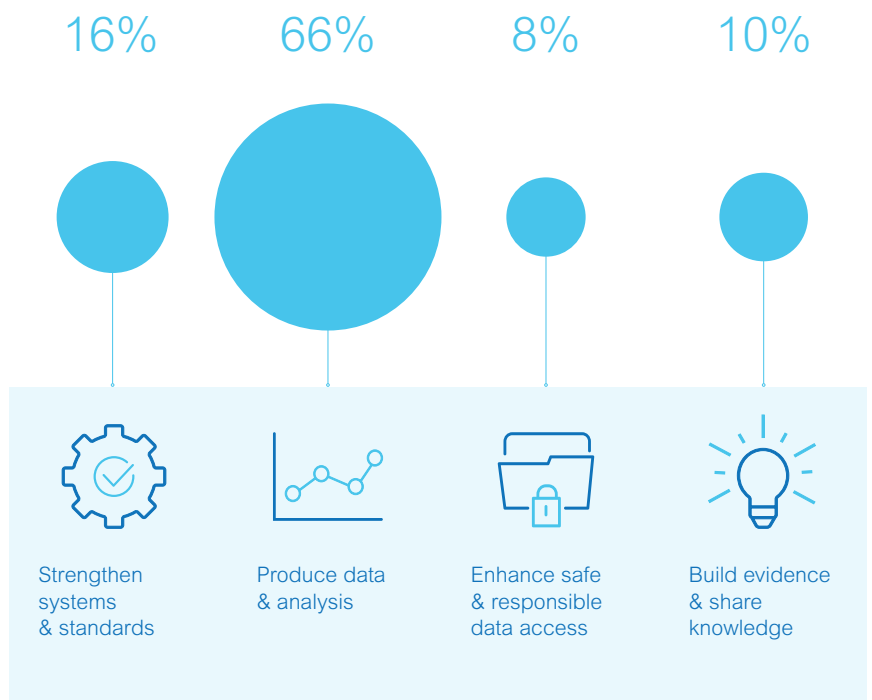 16%
66%
8%
10%
Strengthen
systems
& standards
Produce data
& analysis
Enhance safe
& responsible
data access
Build evidence
& share
knowledge